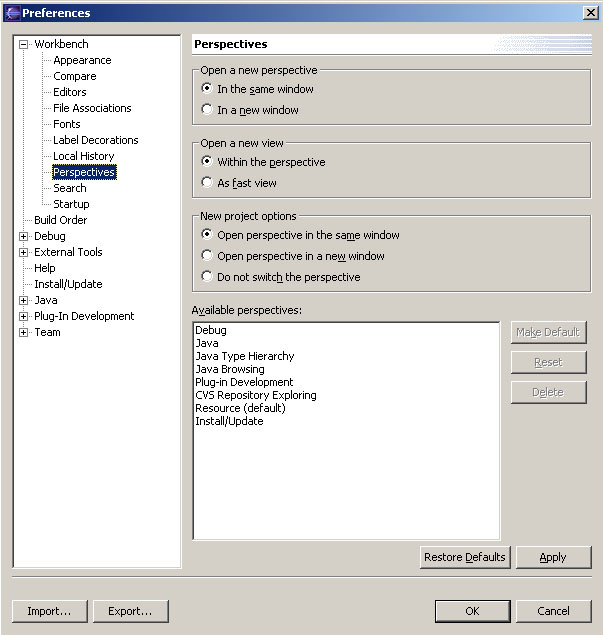 Preferences
Workbench
Appearance
Compare
Editors
File Associations
Fonts
Label Decorations
Local History
Perspectives
Search
Startup
Build Order
Debug
External Tools
Help
Install/Update
Java
Plug-In Development
Team
Perspectives
Open a new perspective
In the same window
In a new window
Open a new view
Within the perspective
As fast view
New project options
Open perspective in the same window
Open perspective in a new window
Do not switch the perspective
Available perspectives:
Debug
Java
Java Type Hierarchy
Java Browsing
Plug-in Development
CVS Repository Exploring
Resource (default)
Install/Update
Make Default
Reset
Delete
Restore Defaults
Apply
Import...
Export...
OK
Cancel